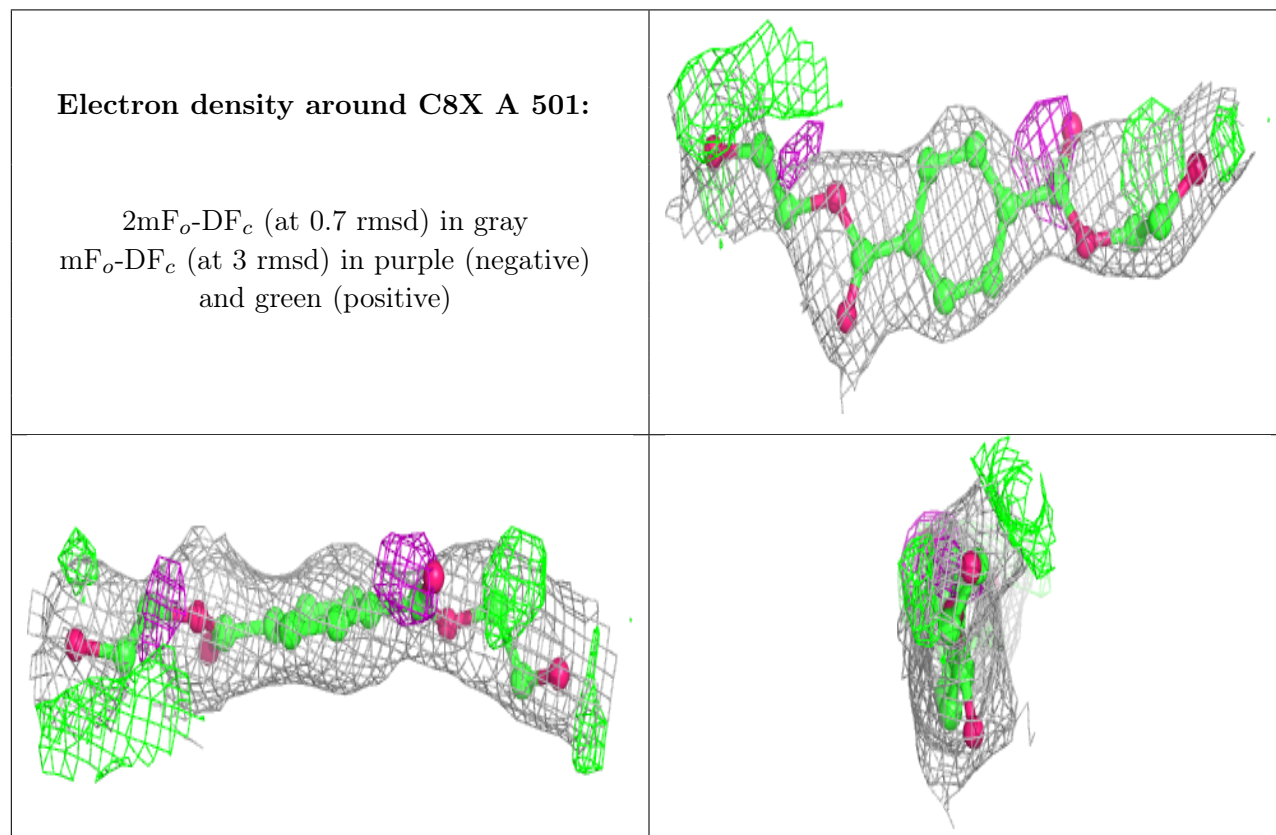 Electron density around C8X A 501:
2mFo-DFc (at 0.7 rmsd) in gray
mFo-DFc (at 3 rmsd) in purple (negative)
and green (positive)